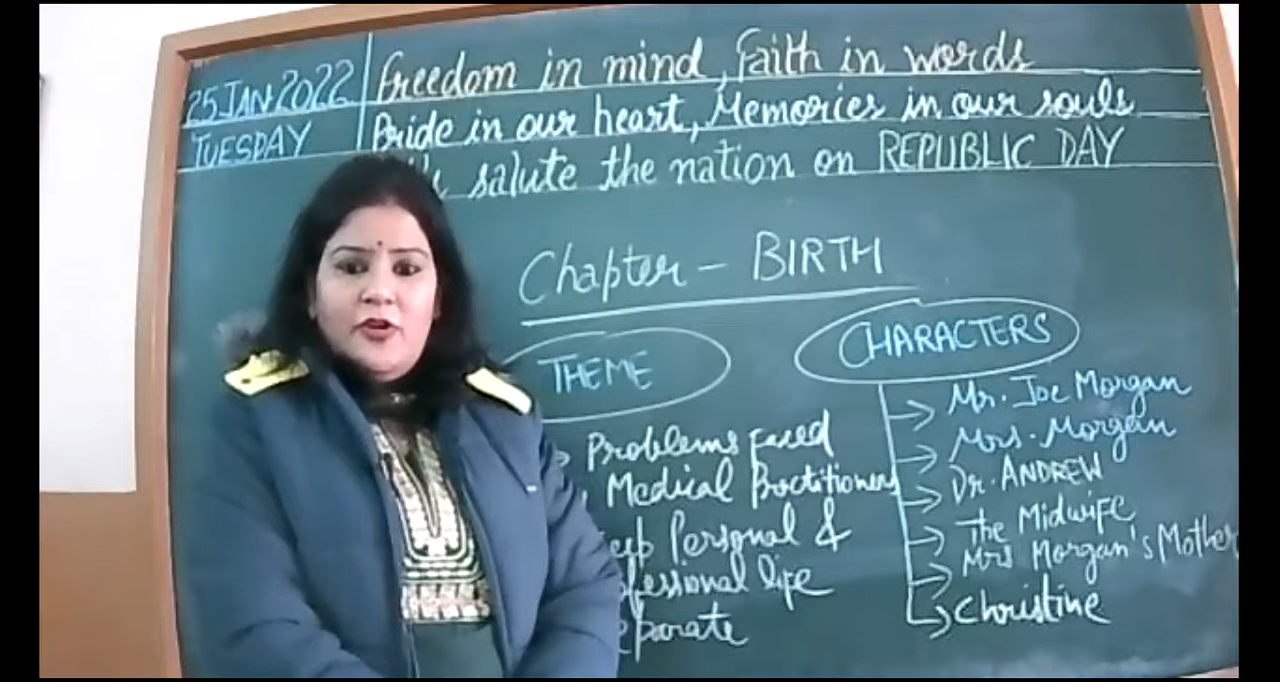 25 JAN 2022
TUESDAY
Freedom in mind, Faith in words
Pride in our heart, Memories in our souls
salute the nation on REPUBLIC DAY
Chapter - BIRTH
THEME
Problems faced
Medical Practitioners
Personal &
life
CHARACTERS
Mr. Joe Morgan
Mrs. Morgan
Dr. ANDREW
The Midwife
Mrs Morgan's Mother
Christine